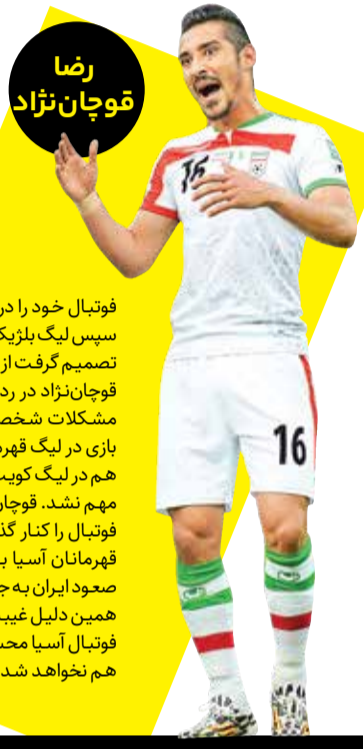 رضا
قوچان‌نژاد
فوتبال خود را در
سپس لیگ بلژیک
تصمیم گرفت از
قوچان‌نژاد در رد
مشکلات شخص
بازی در لیگ قهر
هم در لیگ کویت
مهم نشد. قوچان
فوتبال را کنار گذ
قهرمانان آسیا ب
صعود ایران به ج
همین دلیل غیب
فوتبال آسیا مح
هم نخواهد شد
16
16